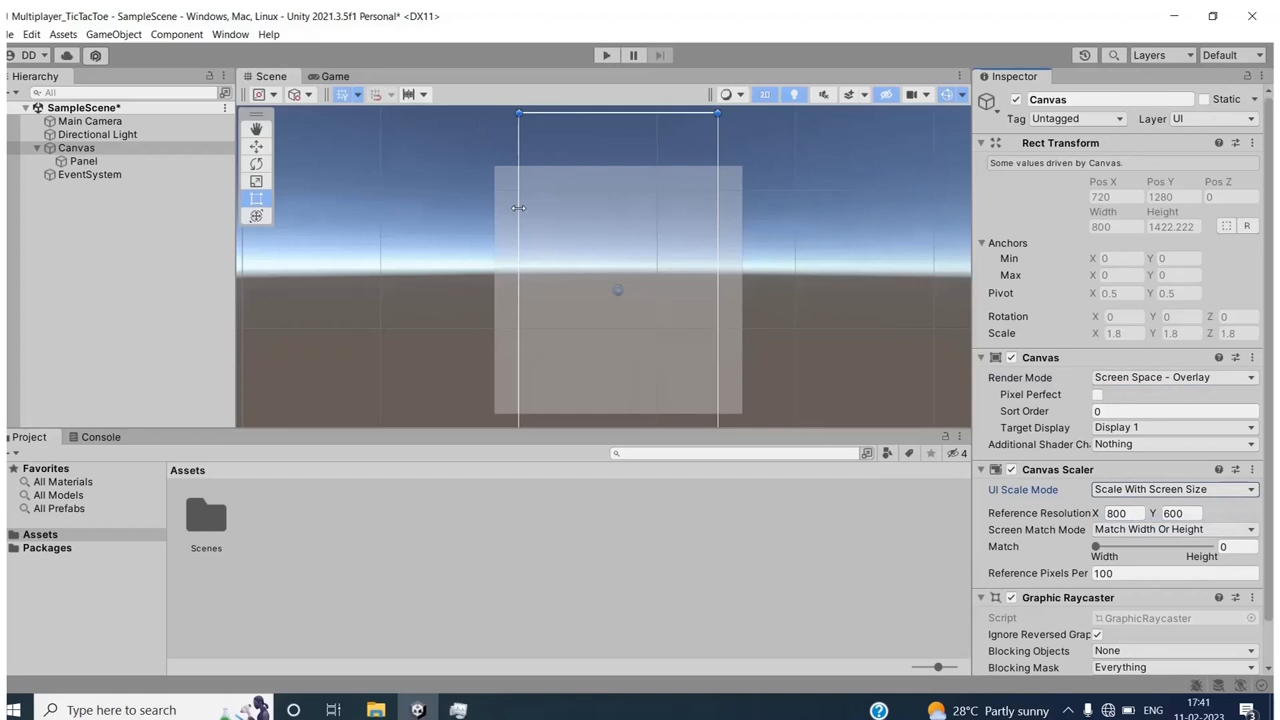 Multiplayer_TicTacToe - SampleScene - Windows, Mac, Linux - Unity 2021.3.5f1 Personal* <DX11>
le Edit Assets GameObject Component Window Help
DD Layers Default
Hierarchy
All
SampleScene*
Main Camera
Directional Light
Canvas
Panel
EventSystem
Scene Game
2D
Inspector
Canvas Static
Tag Untagged Layer UI
Rect Transform
Some values driven by Canvas.
Pos X Pos Y Pos Z
720 1280 0
Width Height
800 1422.222 R
Anchors
Min X 0 Y 0
Max X 0 Y 0
Pivot X 0.5 Y 0.5
Rotation X 0 Y 0 Z 0
Scale X 1.8 Y 1.8 Z 1.8
Canvas
Render Mode Screen Space - Overlay
Pixel Perfect
Sort Order 0
Target Display Display 1
Additional Shader Ch Nothing
Canvas Scaler
UI Scale Mode Scale With Screen Size
Reference Resolution X 800 Y 600
Screen Match Mode Match Width Or Height
Match 0
Width Height
Reference Pixels Per 100
Graphic Raycaster
Script GraphicRaycaster
Ignore Reversed Grap
Blocking Objects None
Blocking Mask Everything
Project Console
4
Favorites
All Materials
All Models
All Prefabs
Assets
Packages
Assets
Scenes
Type here to search
28°C Partly sunny
ENG
17:41
11-02-2023
3